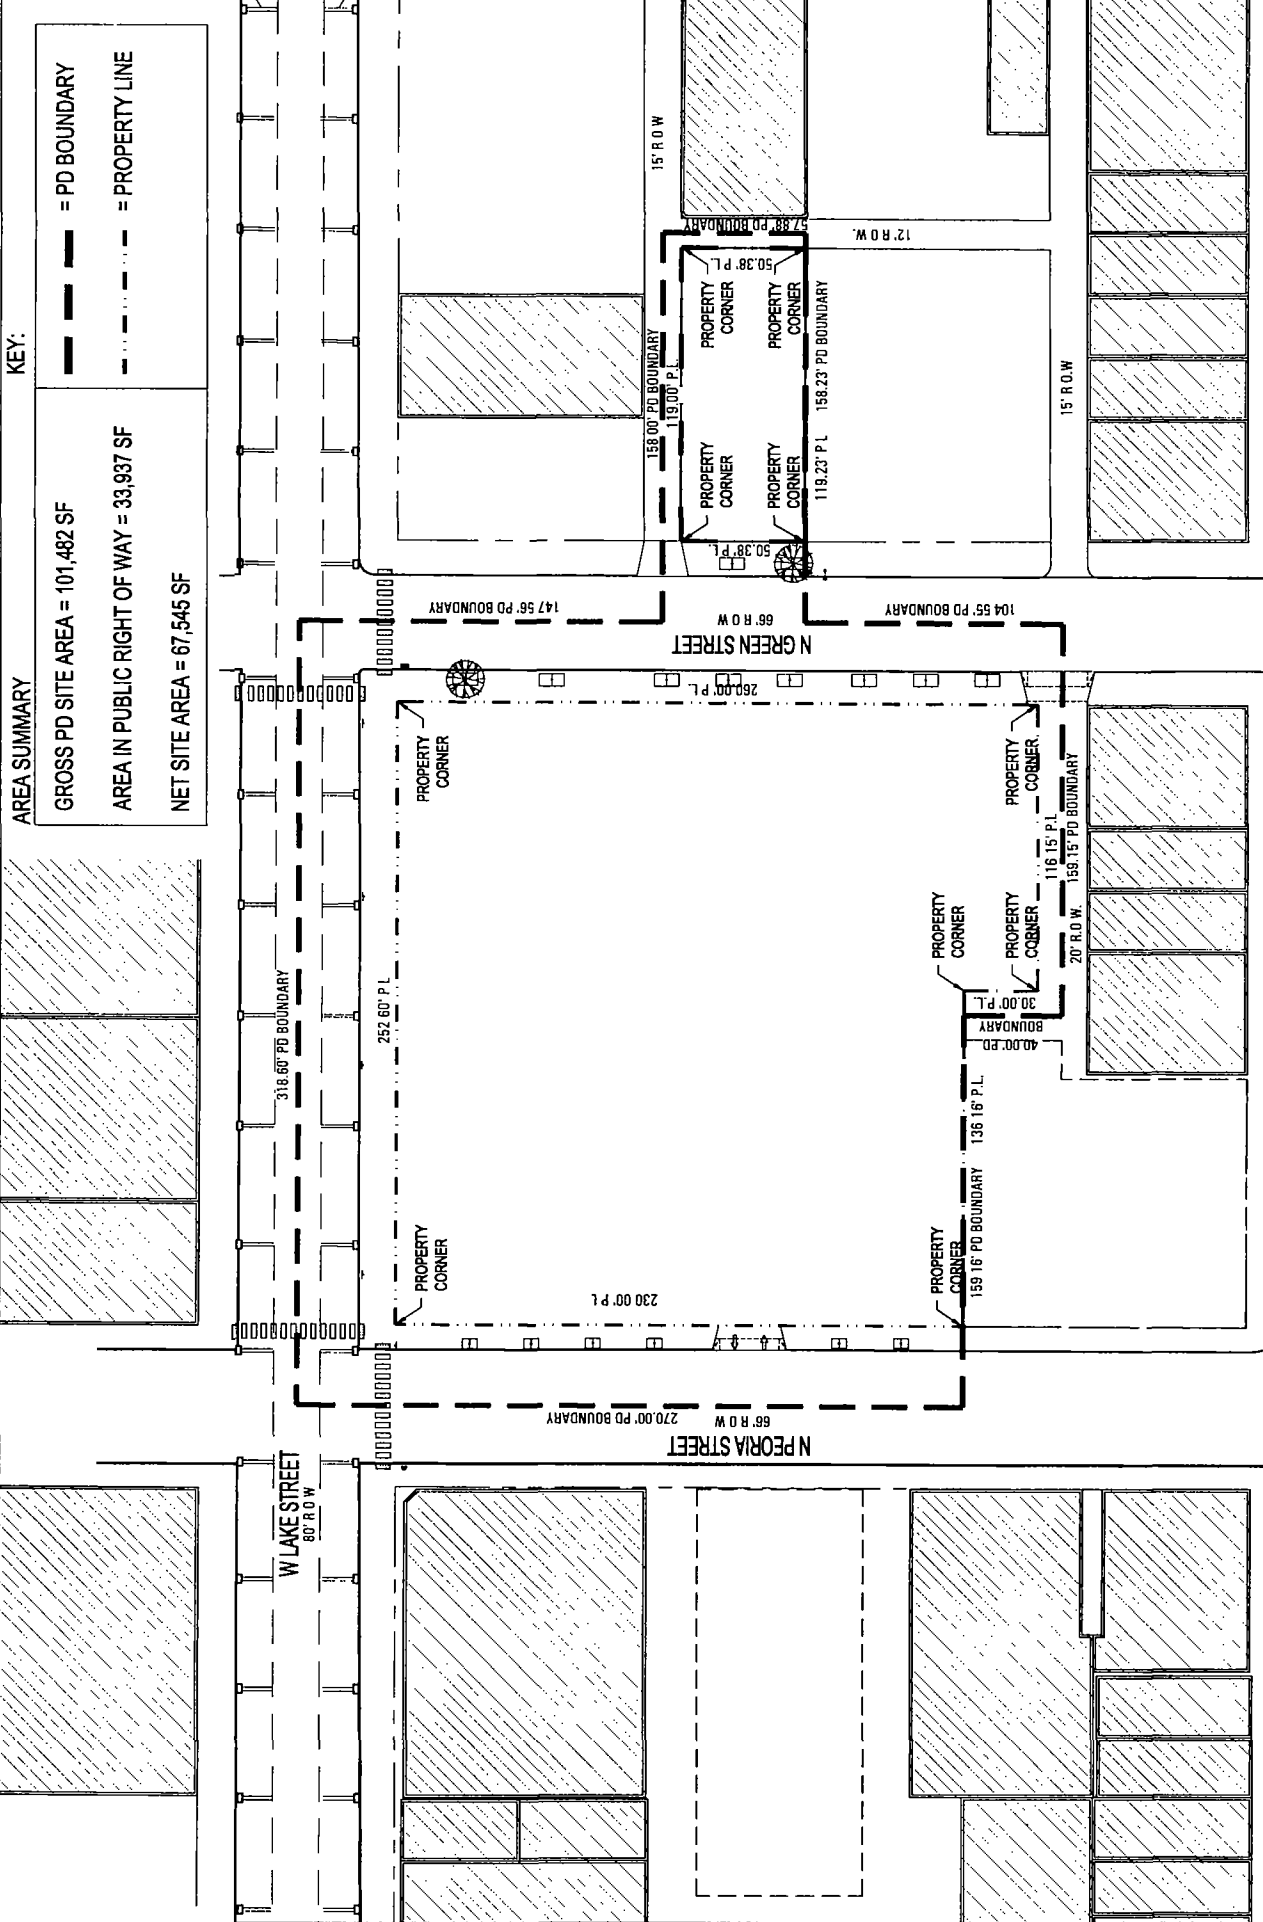 AREA SUMMARY
GROSS PD SITE AREA = 101,482 SF
AREA IN PUBLIC RIGHT OF WAY = 33,937 SF
NET SITE AREA = 67,545 SF
KEY:
= PD BOUNDARY
= PROPERTY LINE
W LAKE STREET
80' R O W
318.60' PD BOUNDARY
252 60' P L
PROPERTY
CORNER
PROPERTY
CORNER
230 00' P L
270.00' PD BOUNDARY
66' R O W
N PEORIA STREET
PROPERTY
CORNER
159 16' PD BOUNDARY
136 16' P.L.
40.00' PD
BOUNDARY
30.00' P.L.
PROPERTY
CORNER
PROPERTY
CORNER
20' R.O W.
116 15' P.L
159.15' PD BOUNDARY
PROPERTY
CORNER
260.00' P.L.
N GREEN STREET
66' R O W
147 56' PD BOUNDARY
104 55' PD BOUNDARY
158 00' PD BOUNDARY
119.00' P.L
PROPERTY
CORNER
PROPERTY
CORNER
50.38' P.L.
PROPERTY
CORNER
PROPERTY
CORNER
50.38' P.L.
119.23' P L
158.23' PD BOUNDARY
57.88' PD BOUNDARY
12' R O W.
15' R O W
15' R O.W